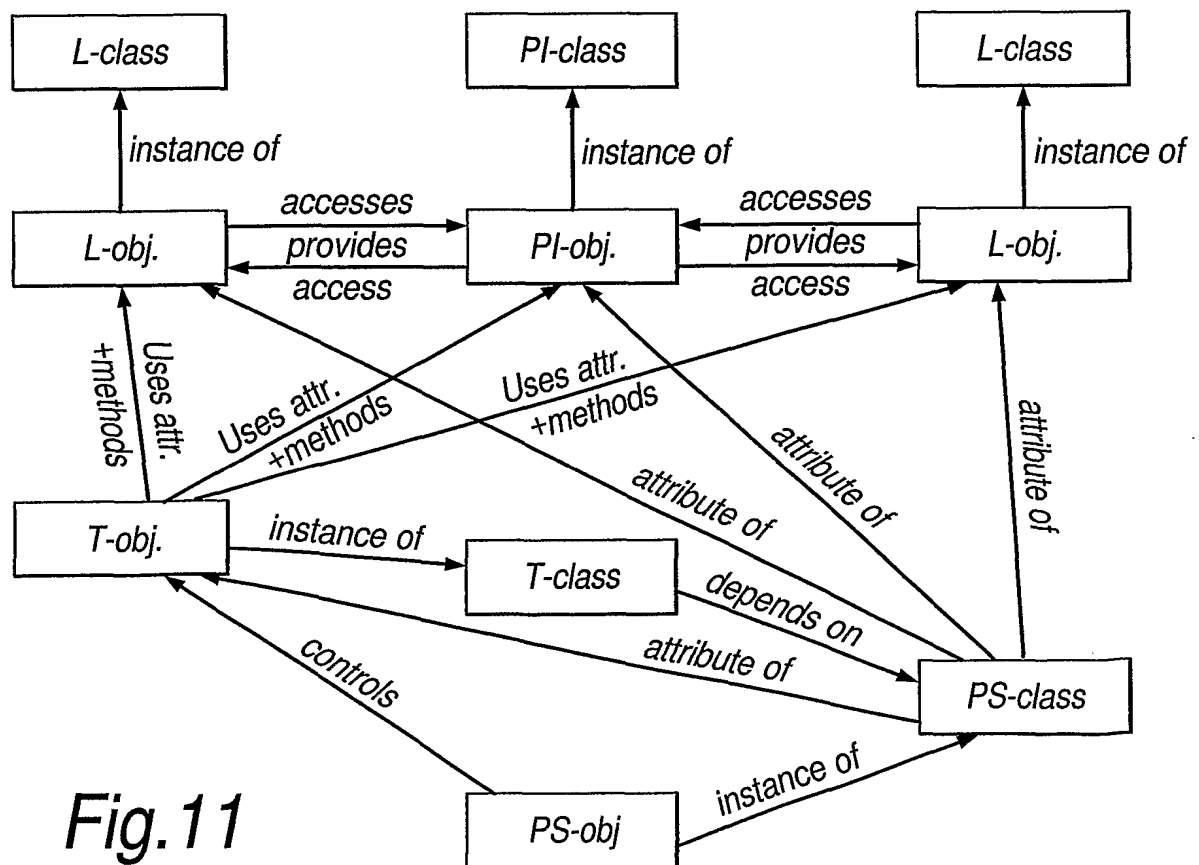 L-class
PI-class
L-class
instance of
instance of
instance of
accesses
accesses
L-obj.
provides
PI-obj.
provides
L-obj.
access
access
Uses attr.
+methods
Uses attr.
+methods
Uses attr.
+methods
attribute of
attribute of
attribute of
T-obj.
instance of
T-class
depends on
attribute of
PS-class
controls
instance of
PS-obj
Fig.11